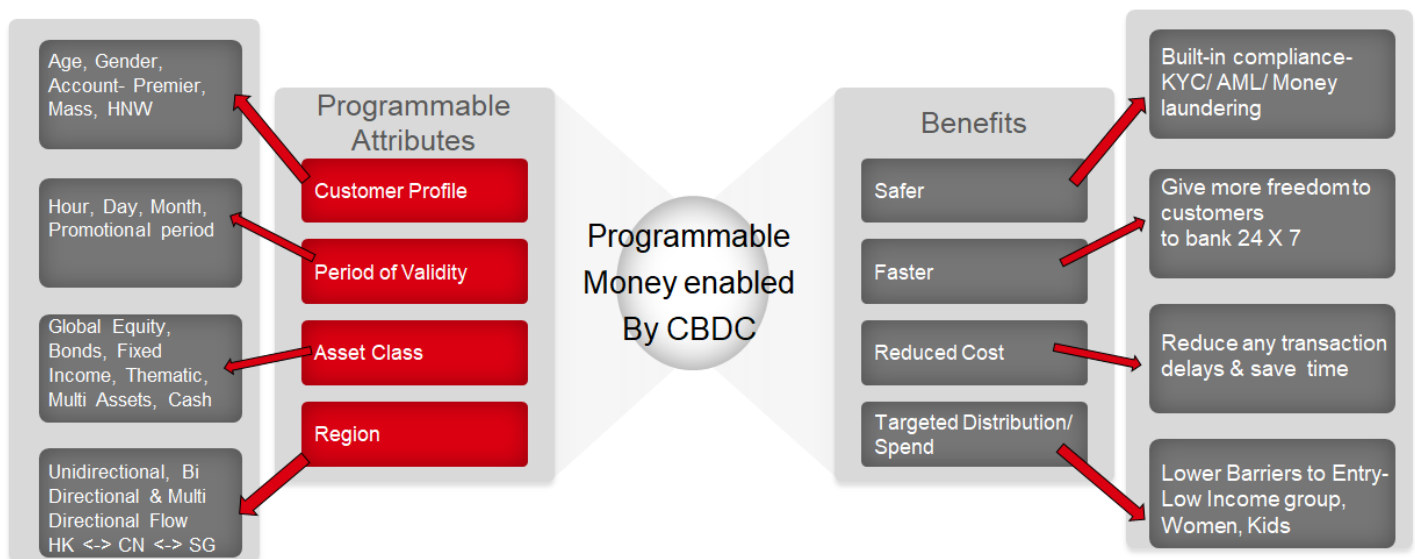 Age, Gender,
Account- Premier,
Mass, HNW
Hour, Day, Month,
Promotional period
Global Equity,
Bonds, Fixed
Income, Thematic,
Multi Assets, Cash
Unidirectional, Bi
Directional & Multi
Directional Flow
HK <-> CN <-> SG
Programmable
Attributes
Customer Profile
Period of Validity
Asset Class
Region
Programmable
Money enabled
By CBDC
Benefits
Safer
Faster
Reduced Cost
Targeted Distribution/
Spend
Built-in compliance-
KYC/ AML/ Money
laundering
Give more freedom to
customers
to bank 24 X 7
Reduce any transaction
delays & save time
Lower Barriers to Entry-
Low Income group,
Women, Kids